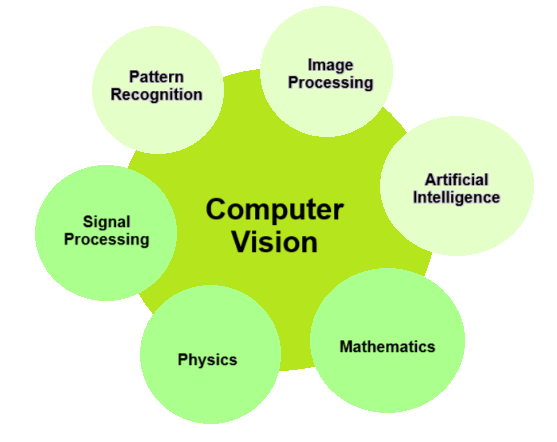 Image
Processing
Pattern
Recognition
Artificial
Intelligence
Computer
Vision
Signal
Processing
Mathematics
Physics